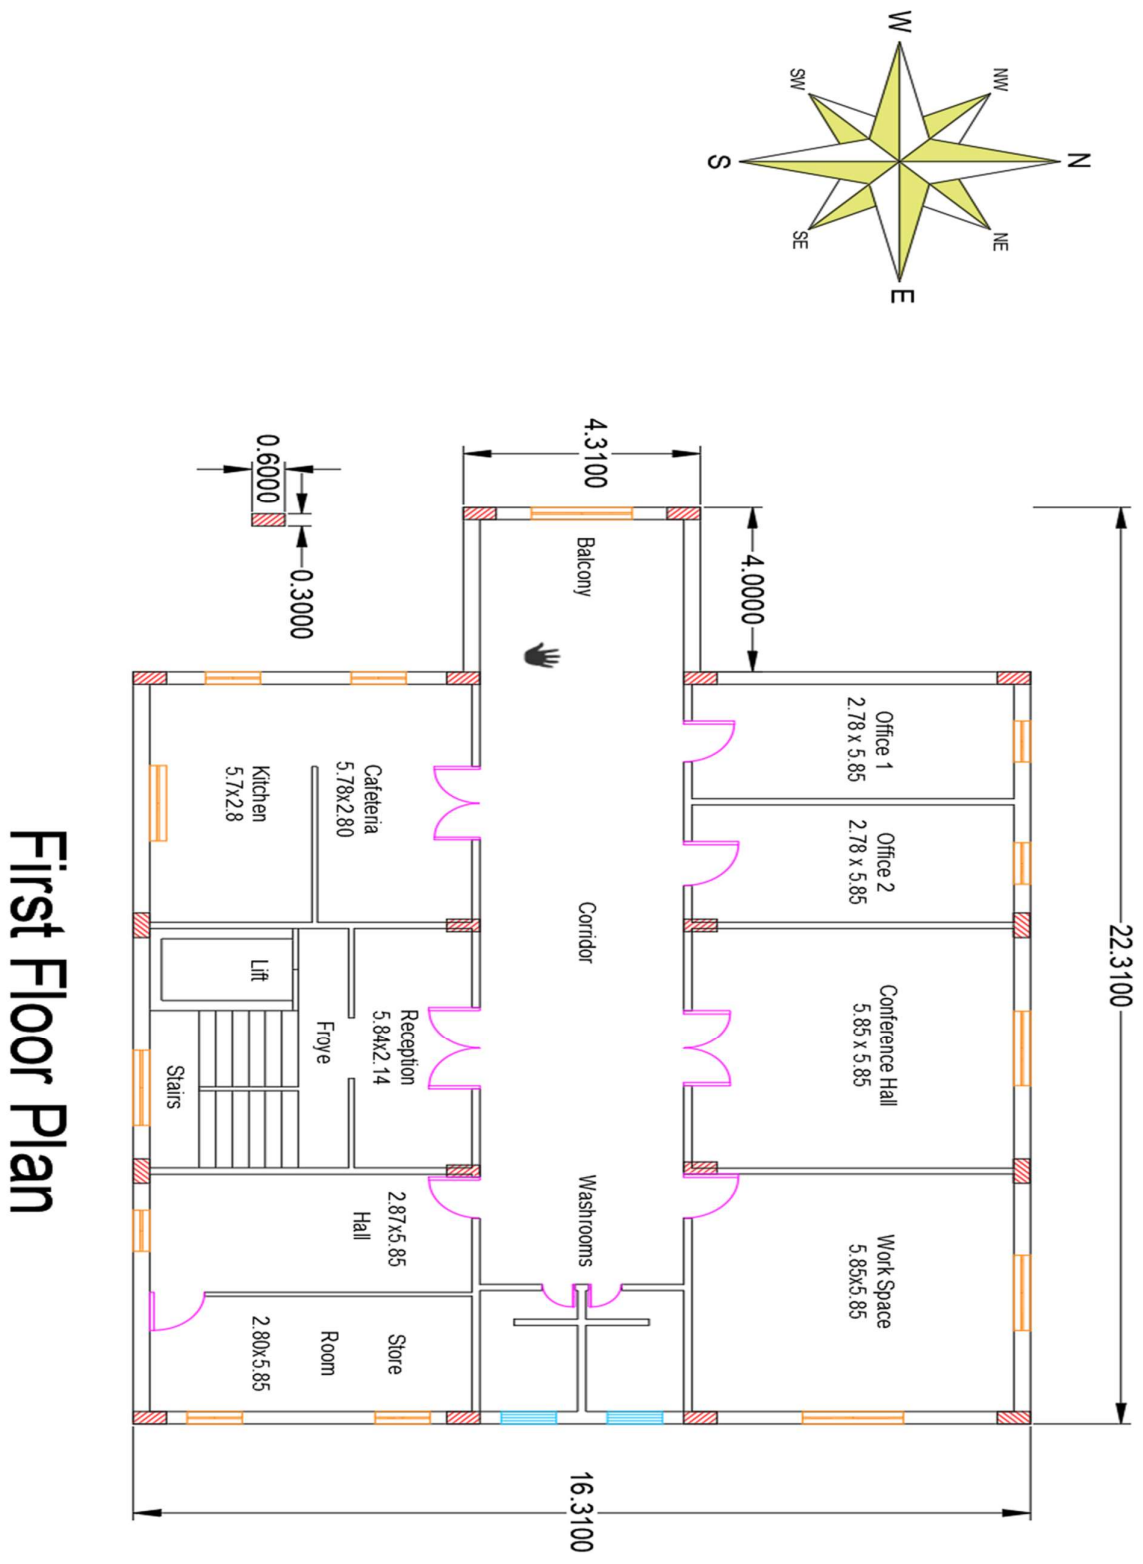 W
NW
SW
N
S
NE
SE
E
22.3100
4.3100
4.0000
0.6000
0.3000
Balcony
Office 1
2.78 x 5.85
Office 2
2.78 x 5.85
Conference Hall
5.85 x 5.85
Work Space
5.85x5.85
Corridor
Washrooms
Cafeteria
5.78x2.80
Kitchen
5.7x2.8
Reception
5.84x2.14
Froye
Lift
Stairs
2.87x5.85
Hall
Store
Room
2.80x5.85
16.3100
First Floor Plan